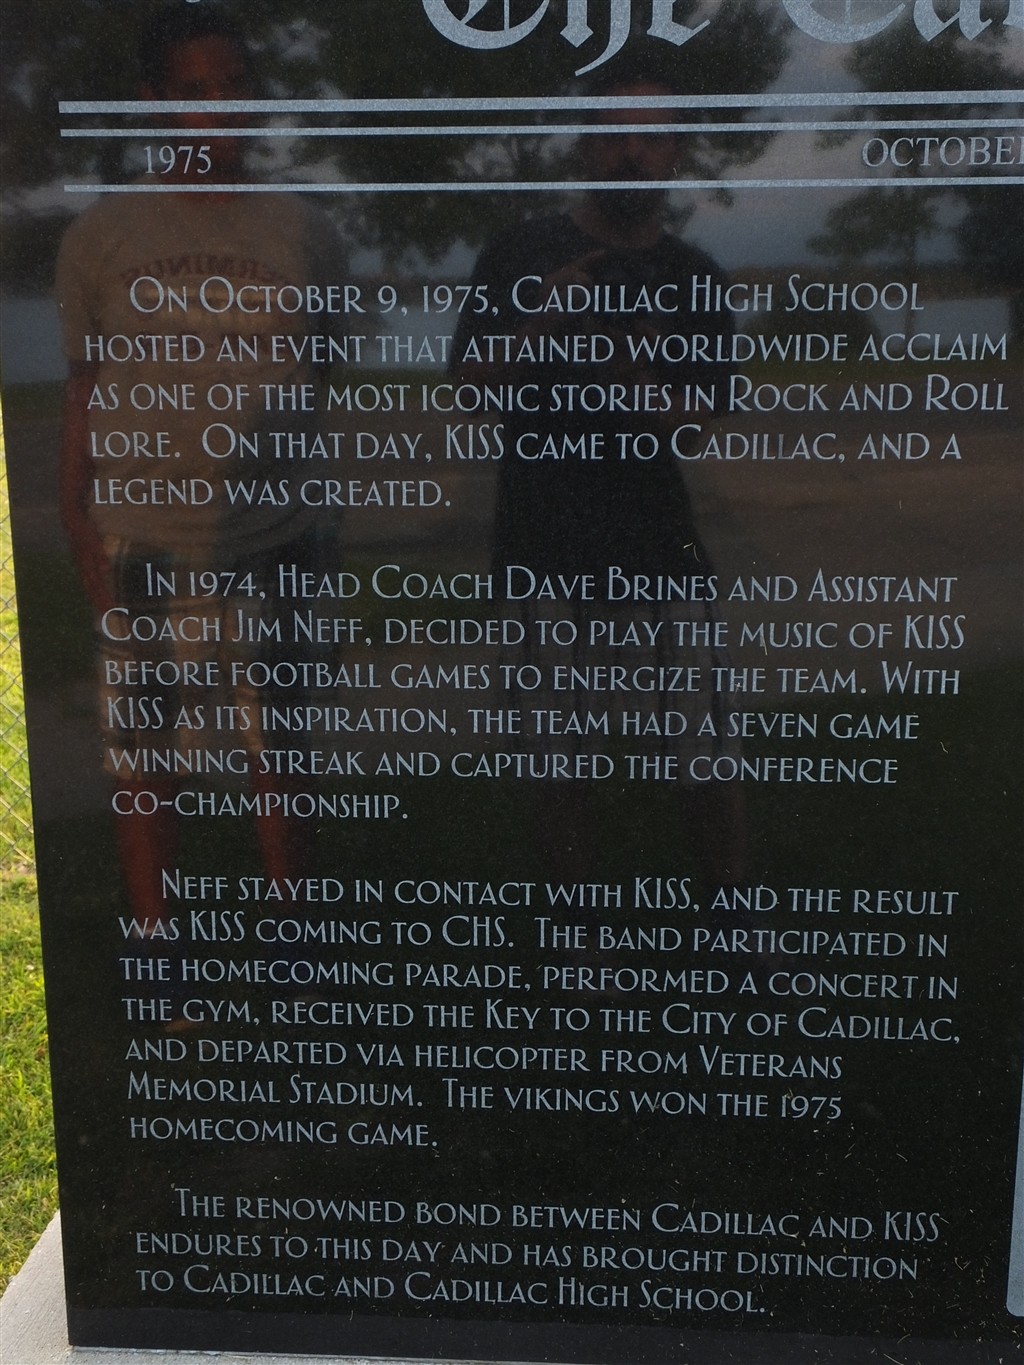 The
1975
OCTOBER
On October 9, 1975, Cadillac High School
hosted an event that attained worldwide acclaim
as one of the most iconic stories in Rock and Roll
lore. On that day, KISS came to Cadillac, and a
legend was created.
In 1974, Head Coach Dave Brines and Assistant
Coach Jim Neff, decided to play the music of KISS
before football games to energize the team. With
KISS as its inspiration, the team had a seven game
winning streak and captured the conference
co-championship.
Neff stayed in contact with KISS, and the result
was KISS coming to CHS. The band participated in
the homecoming parade, performed a concert in
the gym, received the Key to the City of Cadillac,
and departed via helicopter from Veterans
Memorial Stadium. The vikings won the 1975
homecoming game.
The renowned bond between Cadillac and KISS
endures to this day and has brought distinction
to Cadillac and Cadillac High School.